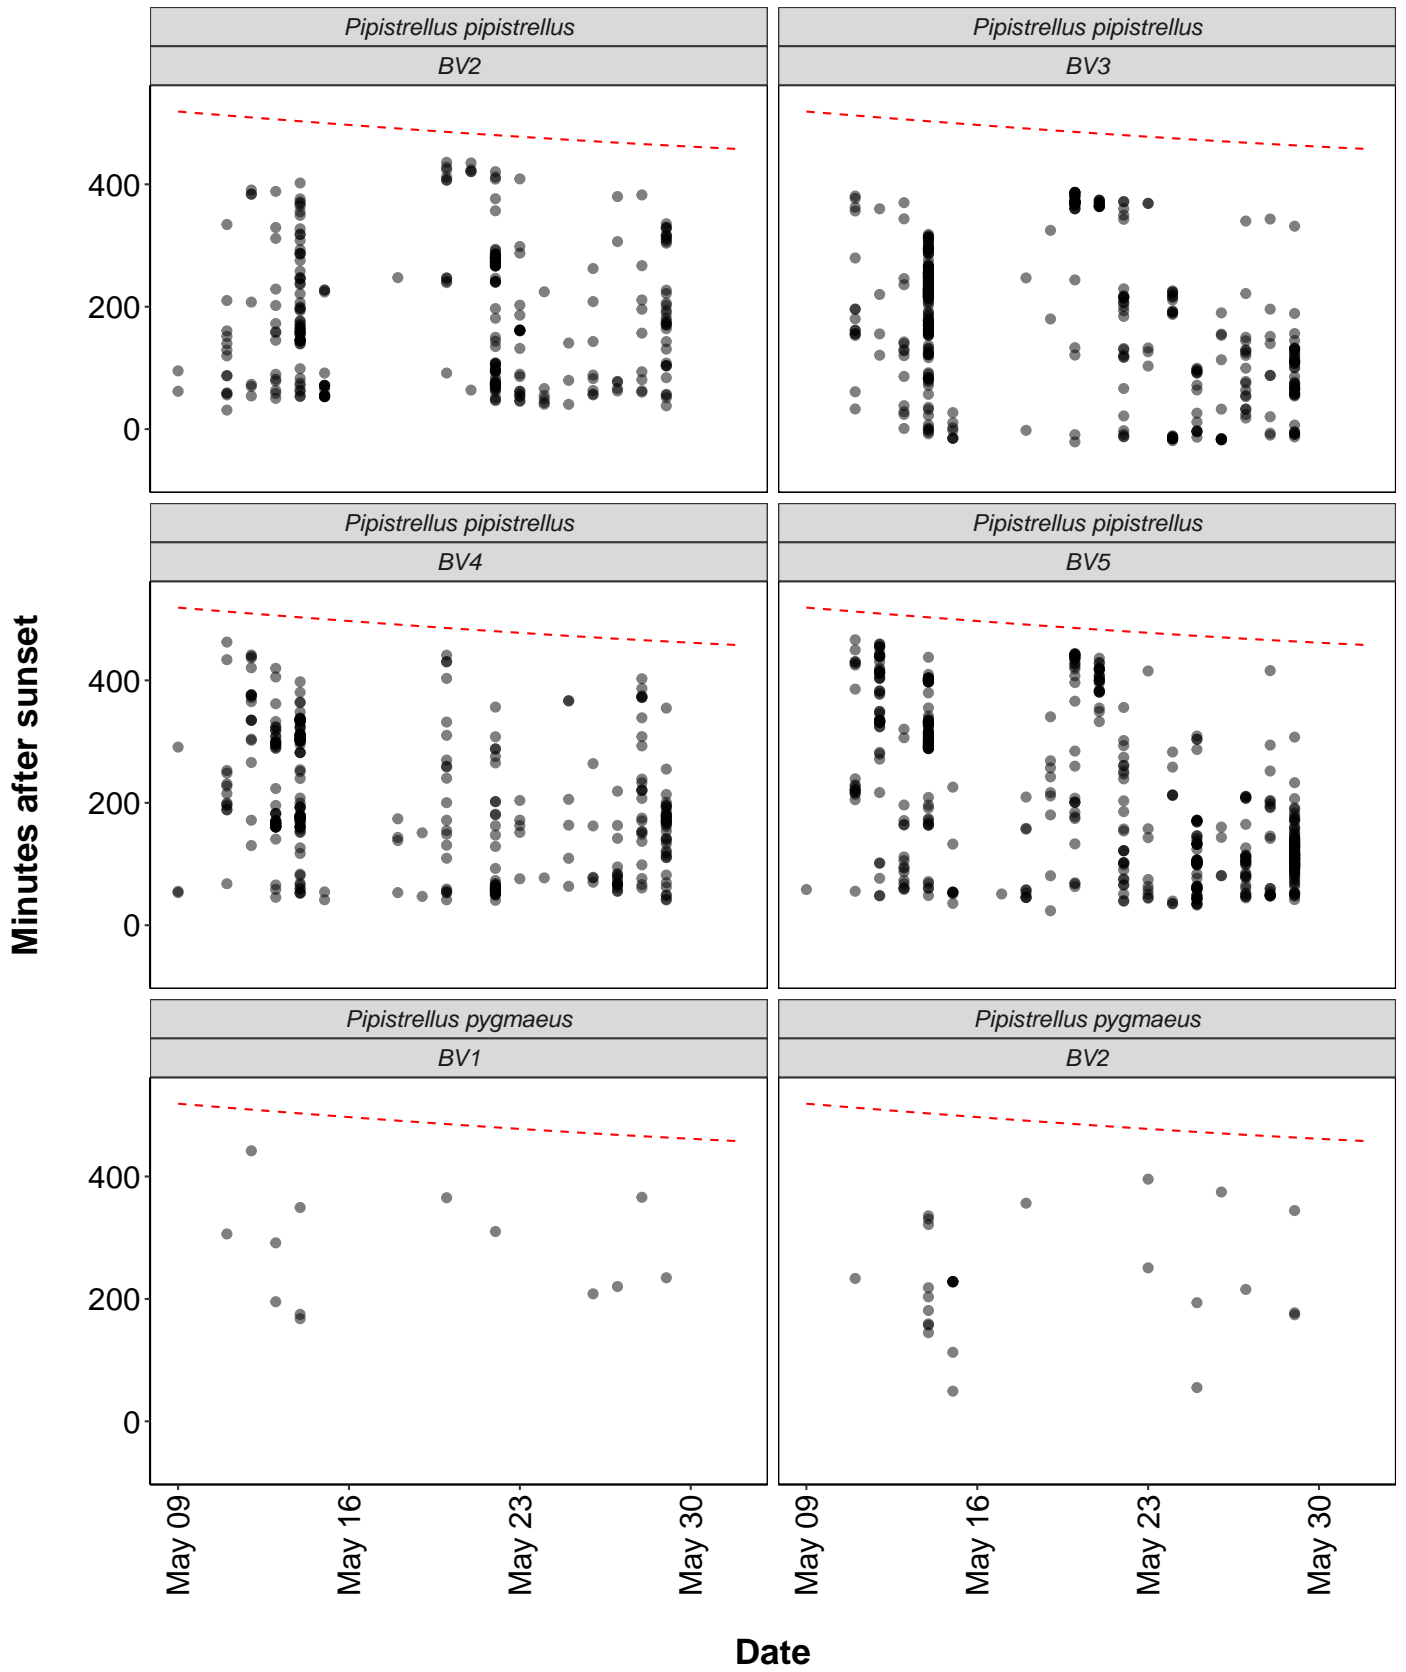 Pipistrellus pipistrellus
BV2
Pipistrellus pipistrellus
BV3
400
200
0
Pipistrellus pipistrellus
BV4
Pipistrellus pipistrellus
BV5
Minutes after sunset
400
200
0
Pipistrellus pygmaeus
BV1
Pipistrellus pygmaeus
BV2
400
200
0
May 09
May 16
May 23
May 30
May 09
May 16
May 23
May 30
Date